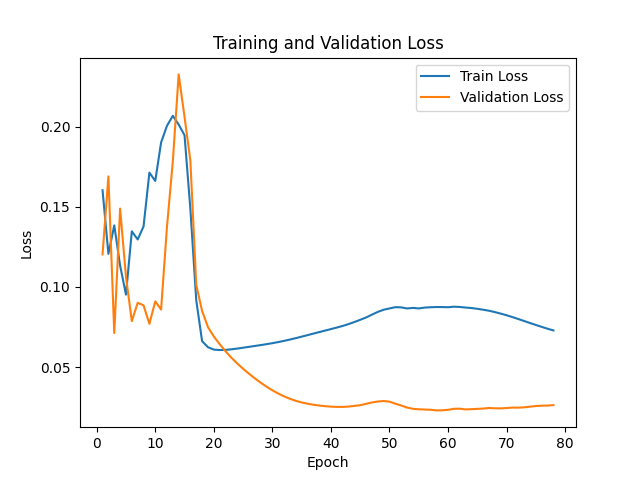 Training and Validation Loss
Train Loss
Validation Loss
0.20
0.15
0.10
0.05
Loss
0 10 20 30 40 50 60 70 80
Epoch